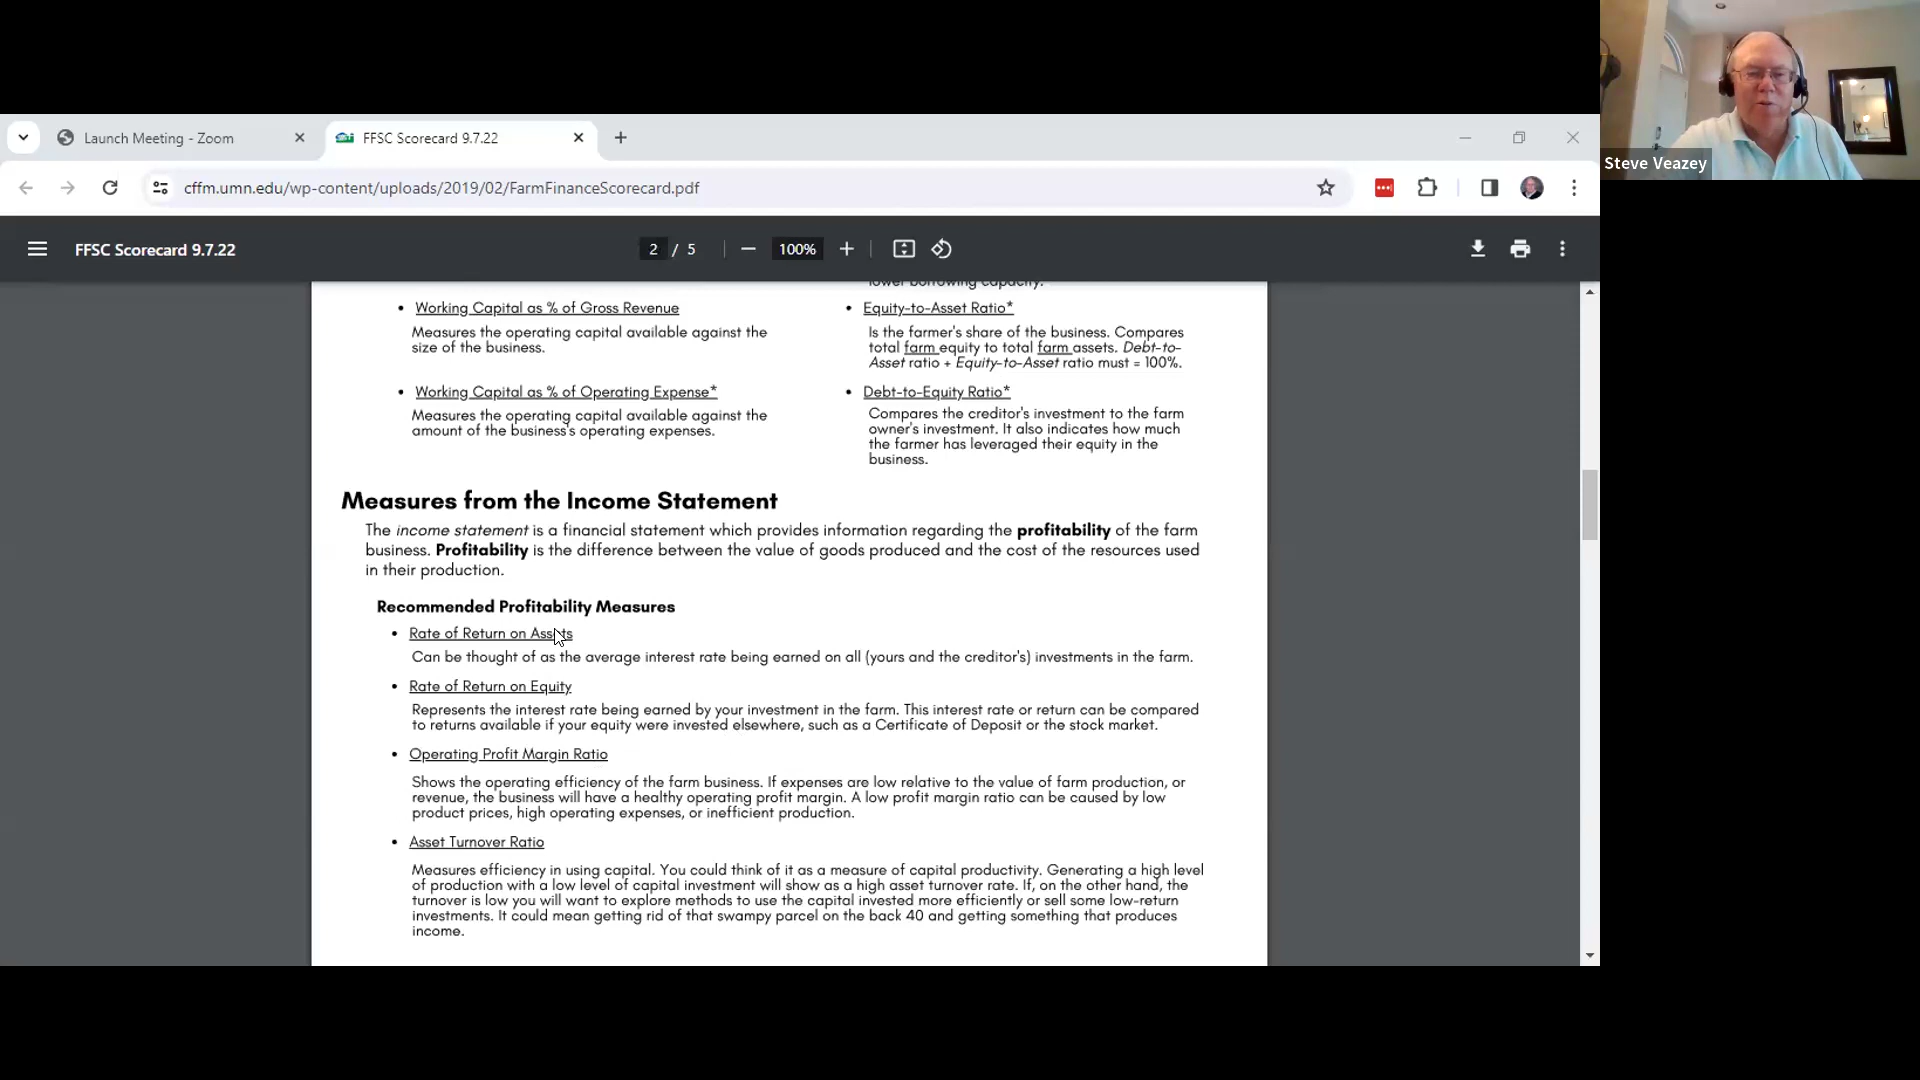 Launch Meeting - Zoom
FFSC Scorecard 9.7.22
cffm.umn.edu/wp-content/uploads/2019/02/FarmFinanceScorecard.pdf
Steve Veazey
FFSC Scorecard 9.7.22
2 / 5
100%
lower borrowing capacity.
• Working Capital as % of Gross Revenue
Measures the operating capital available against the
size of the business.
• Working Capital as % of Operating Expense*
Measures the operating capital available against the
amount of the business's operating expenses.
• Equity-to-Asset Ratio*
Is the farmer's share of the business. Compares
total farm equity to total farm assets. Debt-to-
Asset ratio + Equity-to-Asset ratio must = 100%.
• Debt-to-Equity Ratio*
Compares the creditor's investment to the farm
owner's investment. It also indicates how much
the farmer has leveraged their equity in the
business.
Measures from the Income Statement
The income statement is a financial statement which provides information regarding the profitability of the farm
business. Profitability is the difference between the value of goods produced and the cost of the resources used
in their production.
Recommended Profitability Measures
• Rate of Return on Assets
Can be thought of as the average interest rate being earned on all (yours and the creditor's) investments in the farm.
• Rate of Return on Equity
Represents the interest rate being earned by your investment in the farm. This interest rate or return can be compared
to returns available if your equity were invested elsewhere, such as a Certificate of Deposit or the stock market.
• Operating Profit Margin Ratio
Shows the operating efficiency of the farm business. If expenses are low relative to the value of farm production, or
revenue, the business will have a healthy operating profit margin. A low profit margin ratio can be caused by low
product prices, high operating expenses, or inefficient production.
• Asset Turnover Ratio
Measures efficiency in using capital. You could think of it as a measure of capital productivity. Generating a high level
of production with a low level of capital investment will show as a high asset turnover rate. If, on the other hand, the
turnover is low you will want to explore methods to use the capital invested more efficiently or sell some low-return
investments. It could mean getting rid of that swampy parcel on the back 40 and getting something that produces
income.